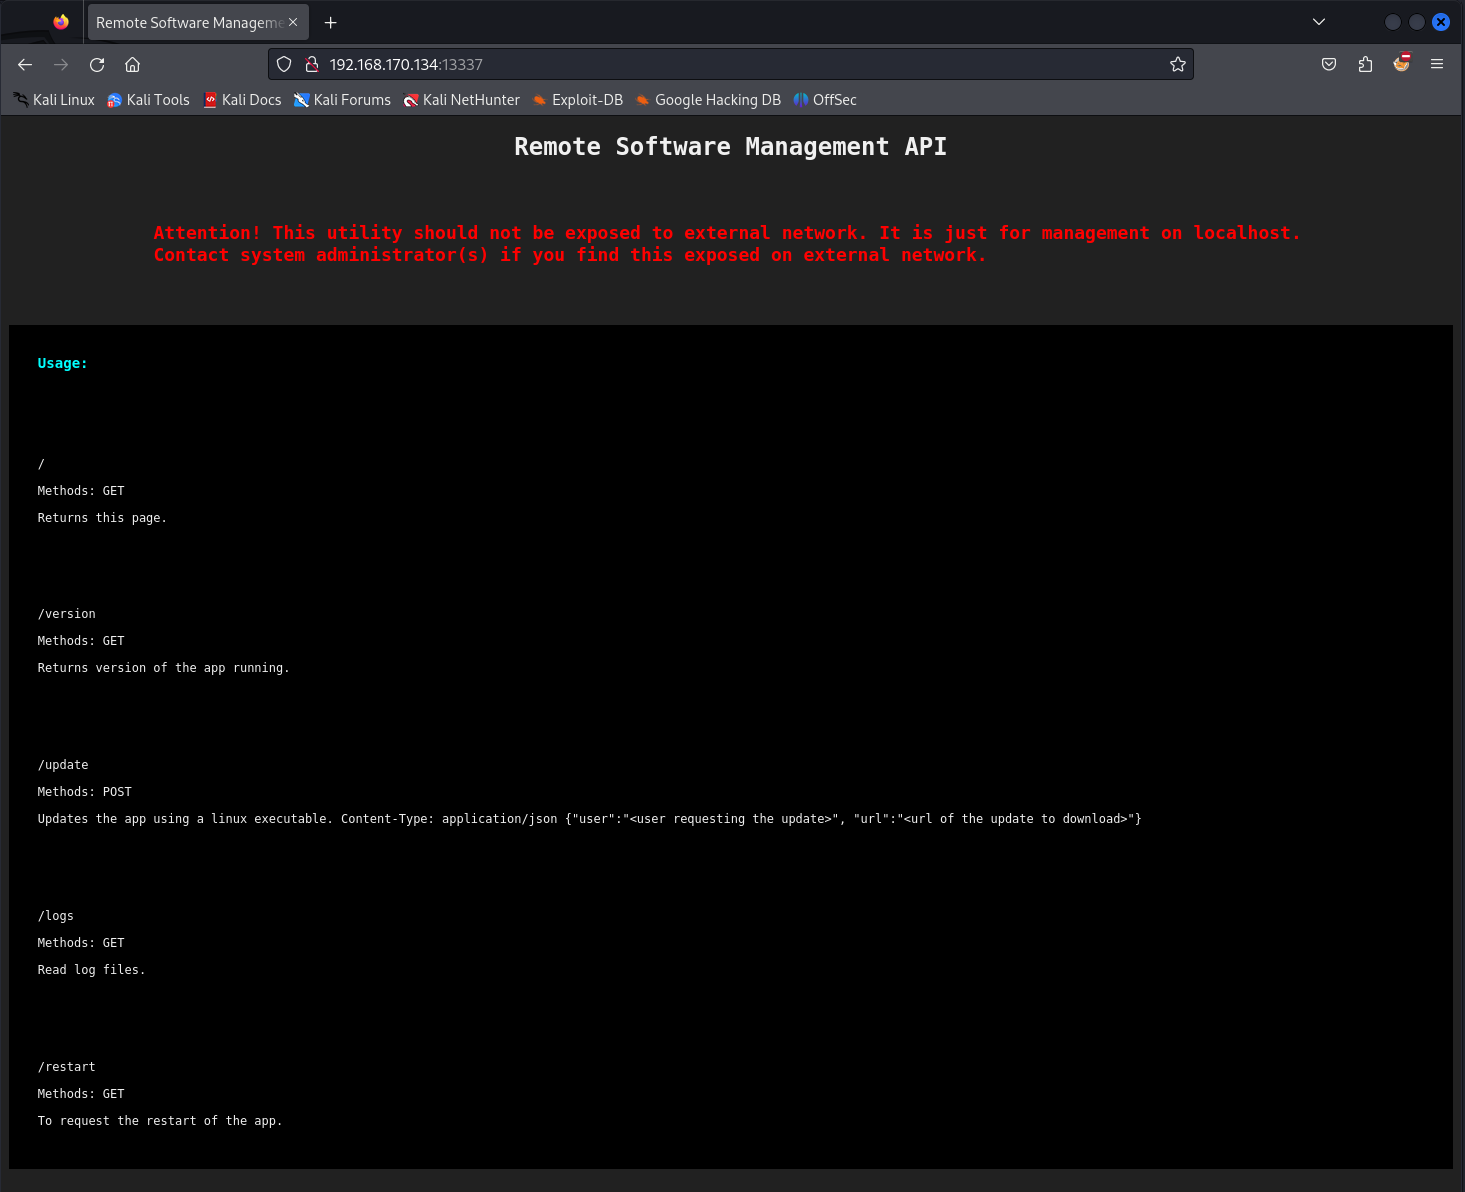 Remote Software Manageme
192.168.170.134:13337
Kali Linux Kali Tools Kali Docs Kali Forums Kali NetHunter Exploit-DB Google Hacking DB OffSec
Remote Software Management API
Attention! This utility should not be exposed to external network. It is just for management on localhost.
Contact system administrator(s) if you find this exposed on external network.
Usage:
/
Methods: GET
Returns this page.
/version
Methods: GET
Returns version of the app running.
/update
Methods: POST
Updates the app using a linux executable. Content-Type: application/json {"user":"<user requesting the update>", "url":"<url of the update to download>"}
/logs
Methods: GET
Read log files.
/restart
Methods: GET
To request the restart of the app.